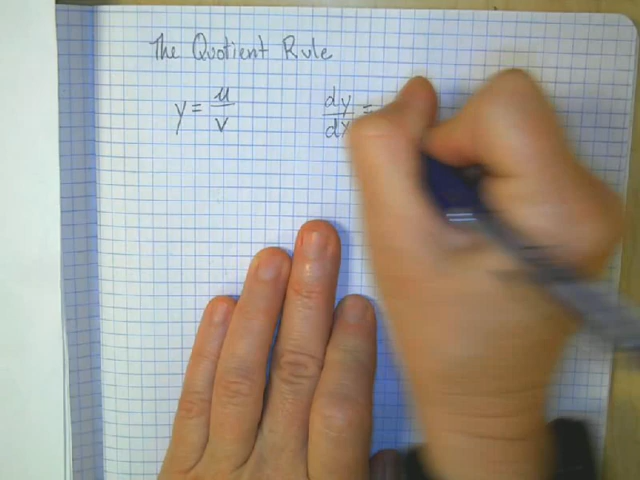 The Quotient Rule
y = u/v dy/dx =